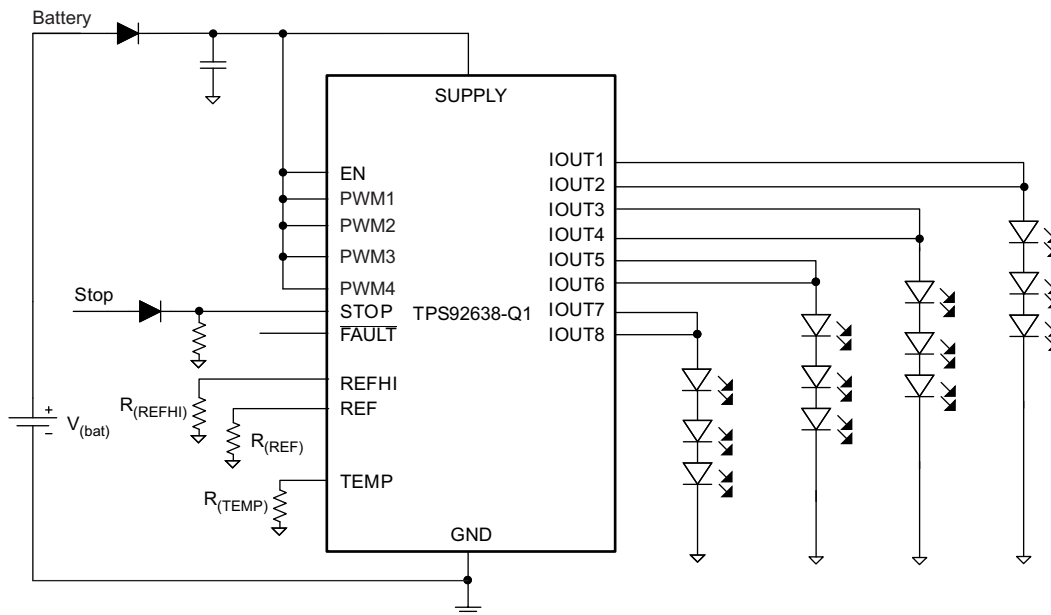 Battery
SUPPLY
EN
PWM1
PWM2
PWM3
PWM4
Stop
STOP
TPS92638-Q1
FAULT
REFHI
R(REFHI)
REF
R(REF)
TEMP
R(TEMP)
GND
IOUT1
IOUT2
IOUT3
IOUT4
IOUT5
IOUT6
IOUT7
IOUT8
+
−
V(bat)